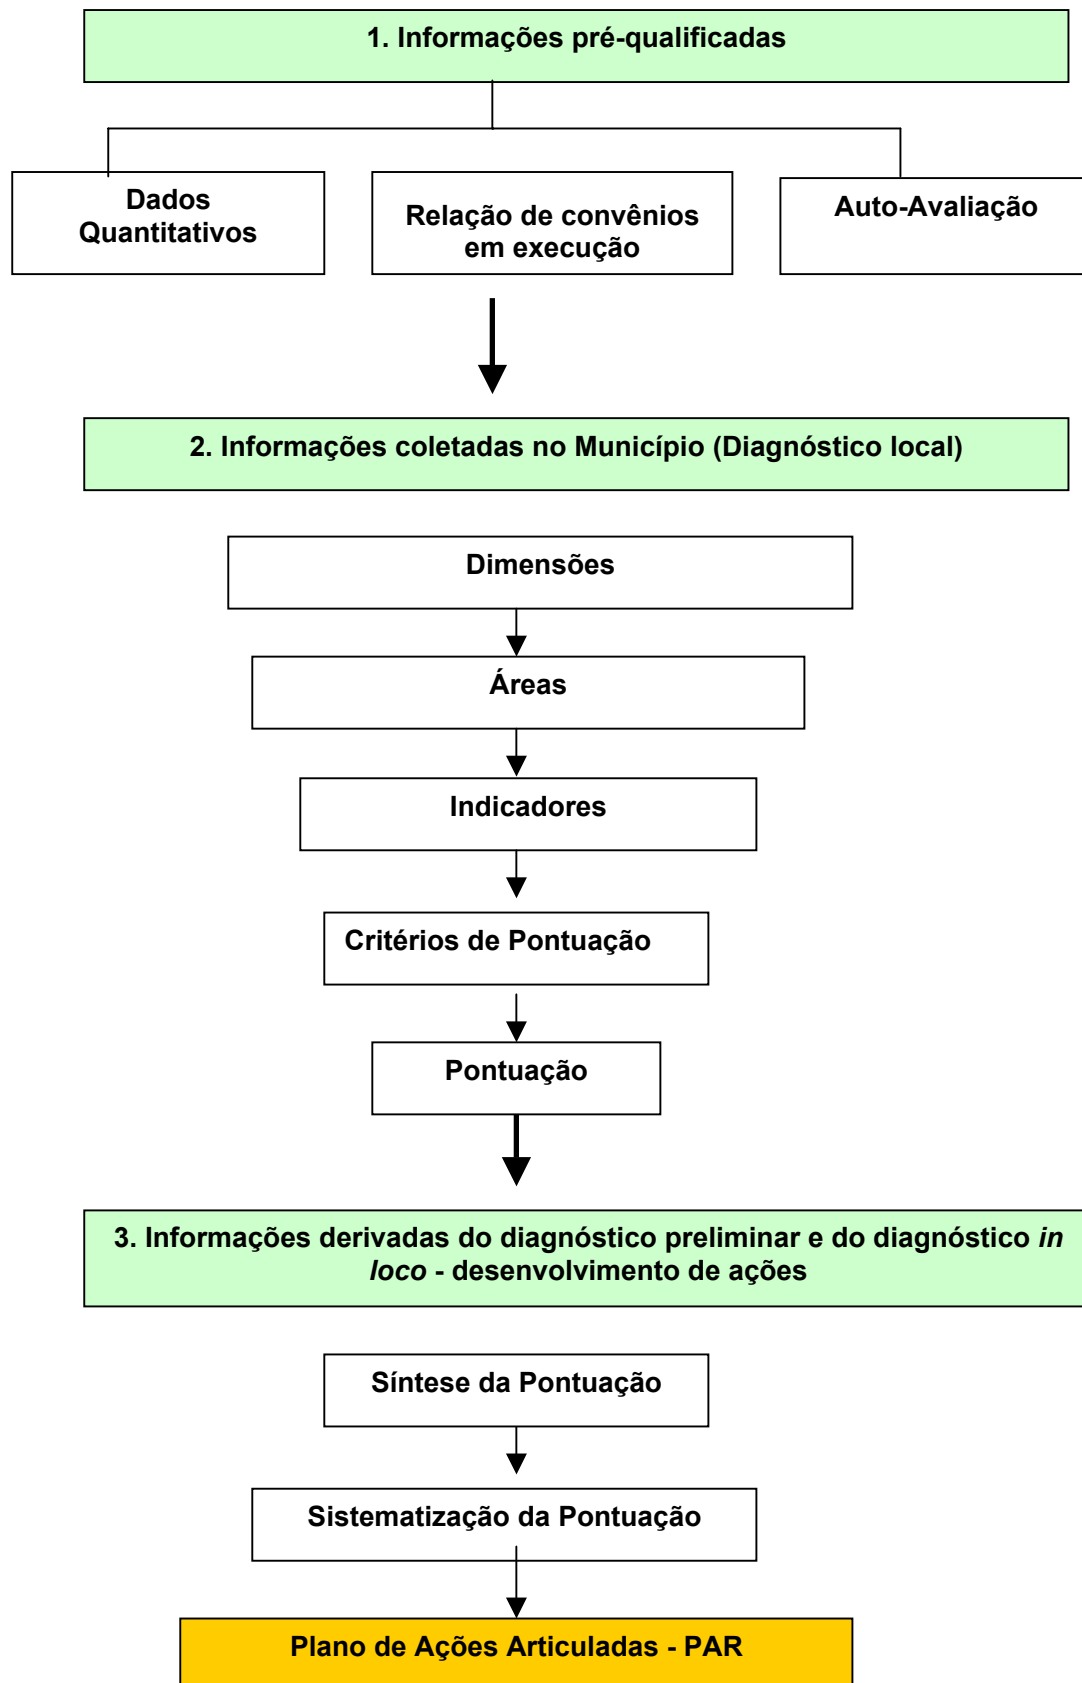 1. Informações pré-qualificadas
Dados
Quantitativos
Relação de convênios
em execução
Auto-Avaliação
2. Informações coletadas no Município (Diagnóstico local)
Dimensões
Áreas
Indicadores
Critérios de Pontuação
Pontuação
3. Informações derivadas do diagnóstico preliminar e do diagnóstico in
loco - desenvolvimento de ações
Síntese da Pontuação
Sistematização da Pontuação
Plano de Ações Articuladas - PAR